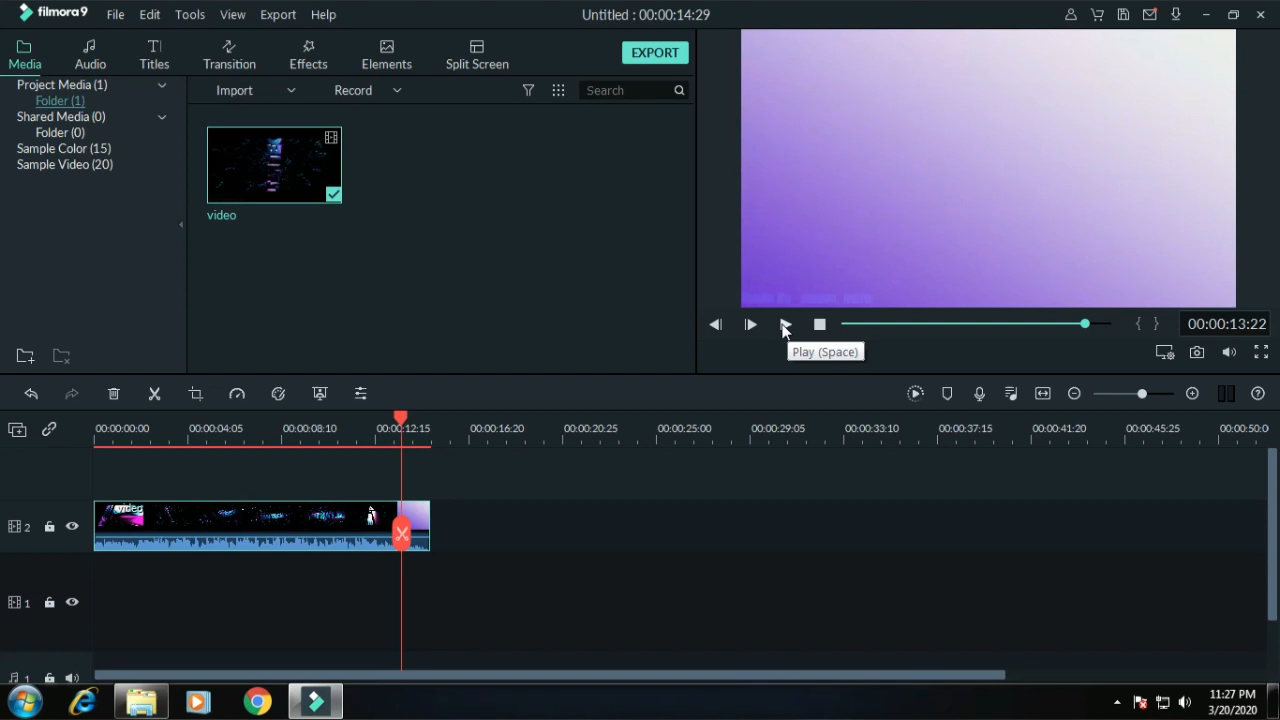 filmora9 File Edit Tools View Export Help Untitled : 00:00:14:29
Media Audio Titles Transition Effects Elements Split Screen EXPORT
Project Media (1)
Folder (1)
Shared Media (0)
Folder (0)
Sample Color (15)
Sample Video (20)
Import Record Search
video
00:00:13:22
Play (Space)
00:00:00:00 00:00:04:05 00:00:08:10 00:00:12:15 00:00:16:20 00:00:20:25 00:00:25:00 00:00:29:05 00:00:33:10 00:00:37:15 00:00:41:20 00:00:45:25 00:00:50:0
video
2
1
1
11:27 PM
3/20/2020